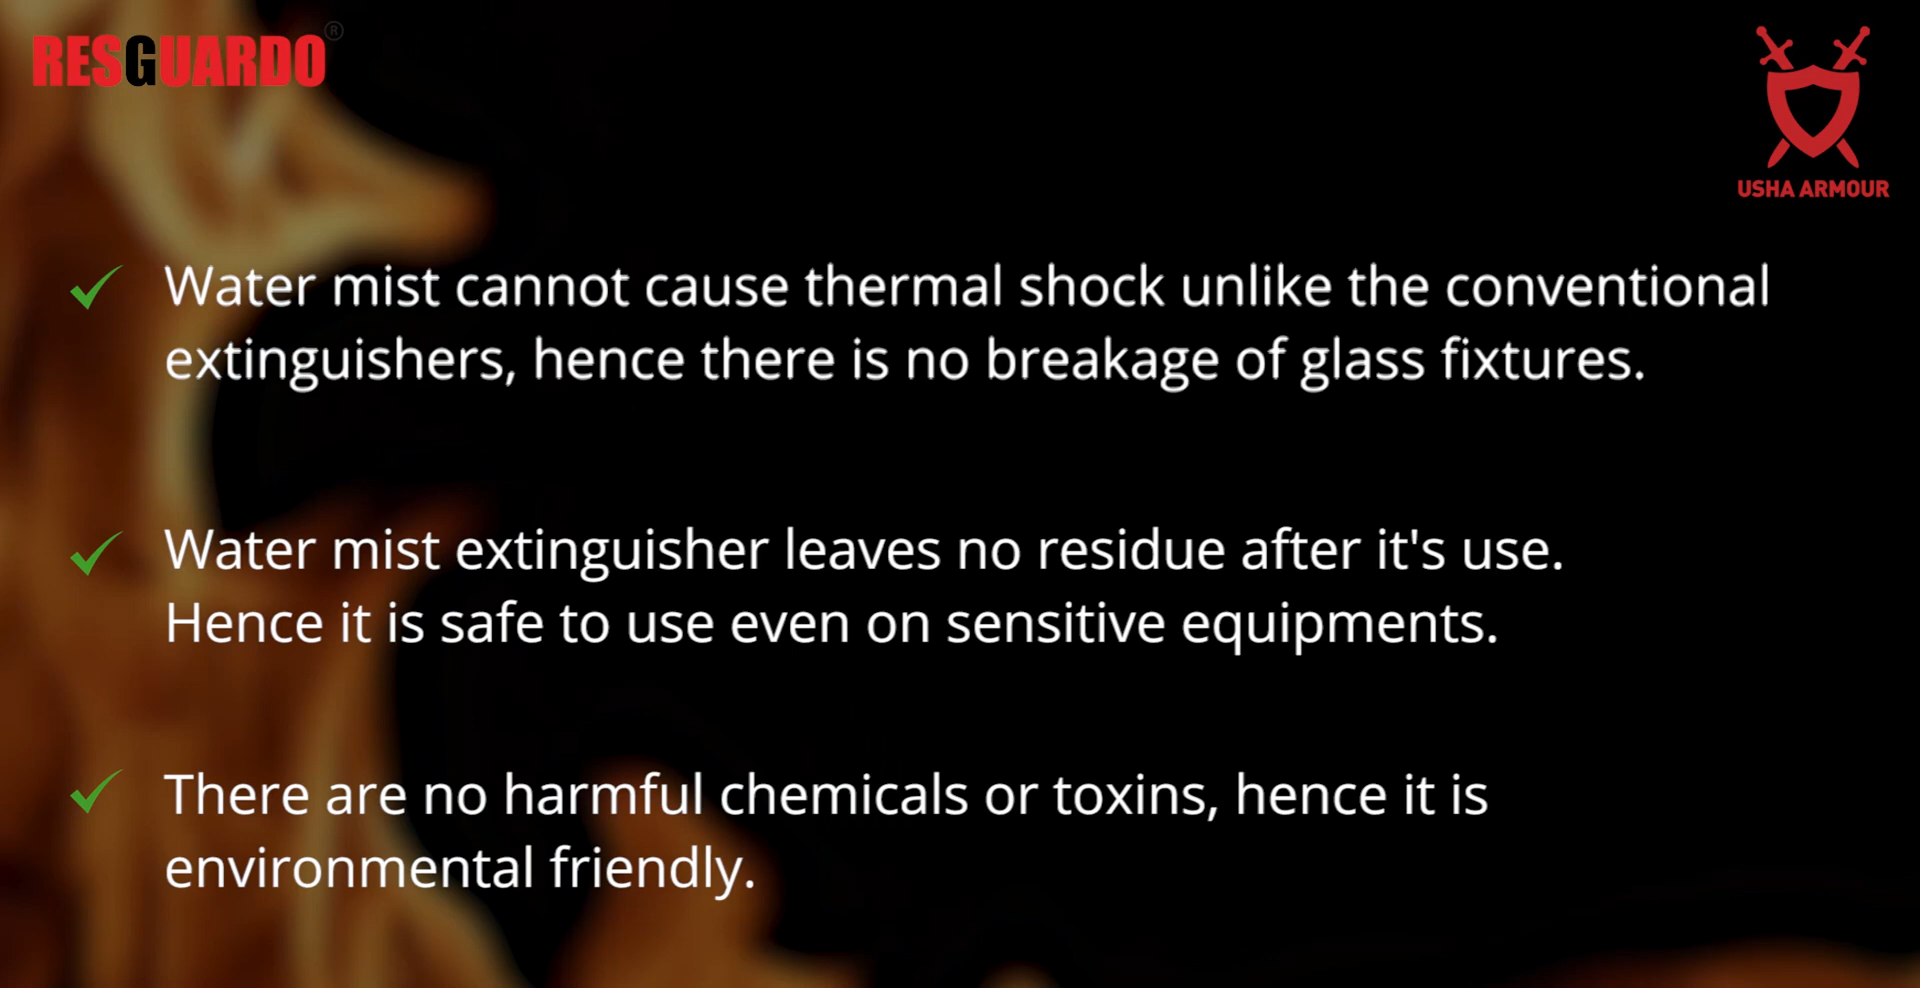 RESGUARDO®
USHA ARMOUR
Water mist cannot cause thermal shock unlike the conventional
extinguishers, hence there is no breakage of glass fixtures.
Water mist extinguisher leaves no residue after it's use.
Hence it is safe to use even on sensitive equipments.
There are no harmful chemicals or toxins, hence it is
environmental friendly.